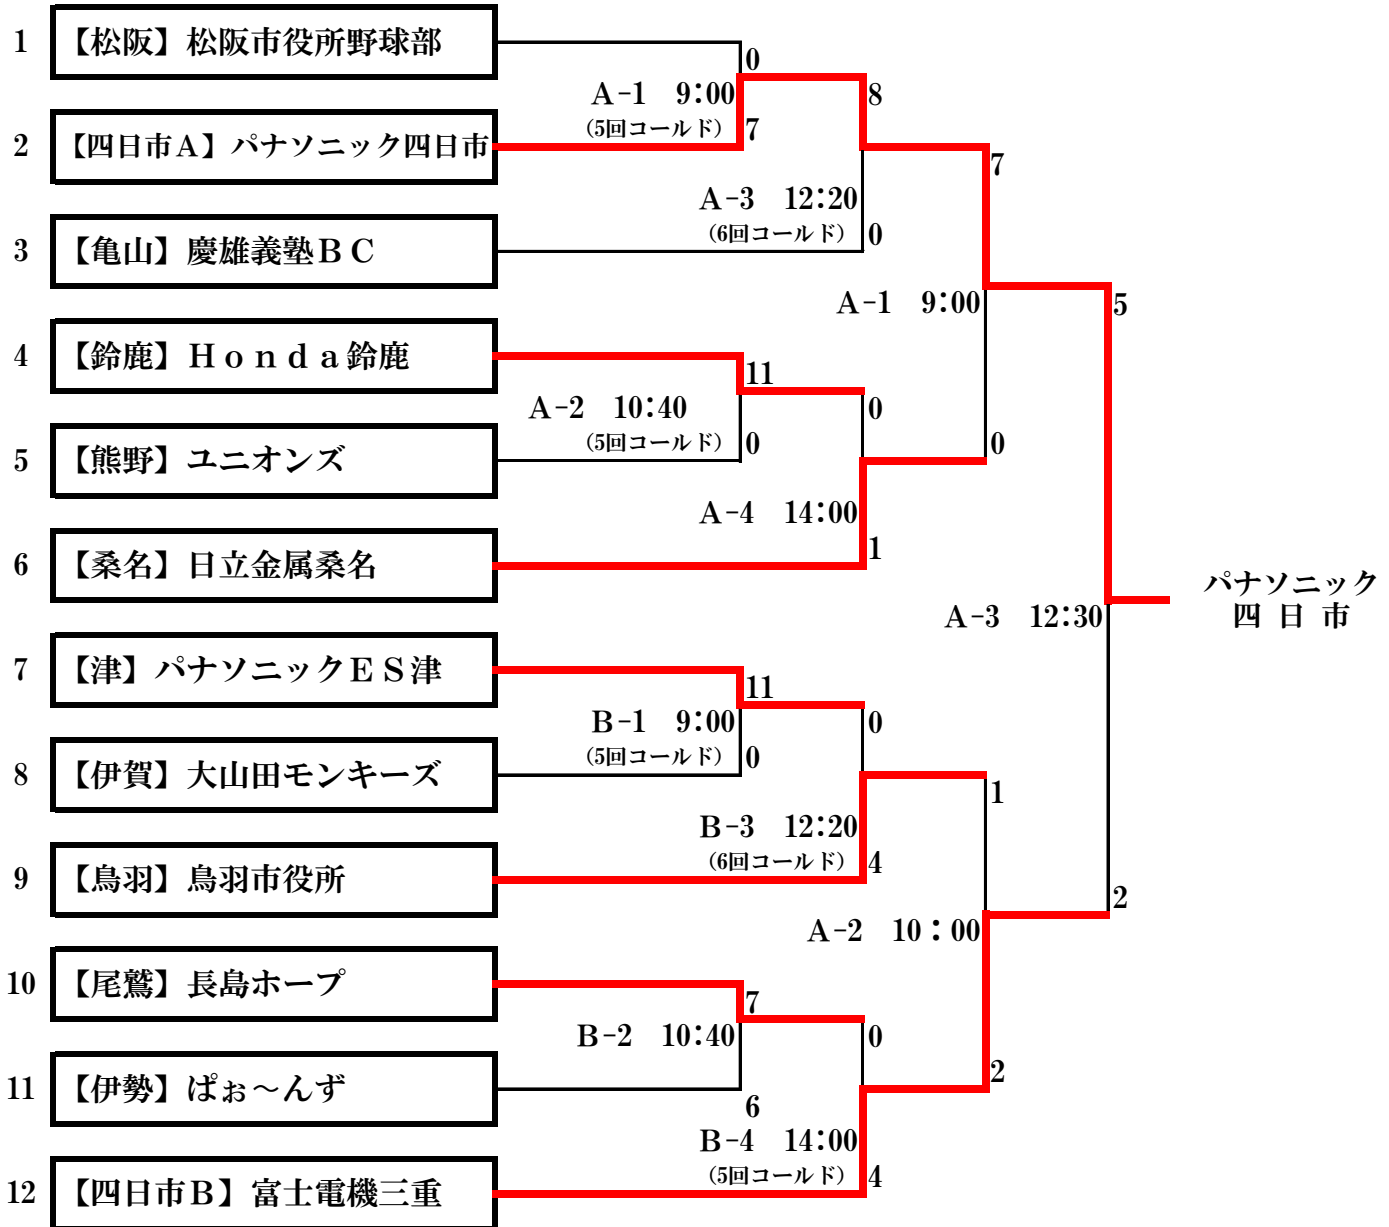 1 【松阪】松阪市役所野球部
0
A-1 9:00
8
(5回コールド) 7
2 【四日市A】パナソニック四日市
7
A-3 12:20
(6回コールド) 0
3 【亀山】慶雄義塾BC
A-1 9:00
5
4 【鈴鹿】Honda鈴鹿
11
A-2 10:40
0
(5回コールド) 0
0
5 【熊野】ユニオンズ
A-4 14:00
1
6 【桑名】日立金属桑名
パナソニック
四日市
A-3 12:30
7 【津】パナソニックES津
11
B-1 9:00
0
(5回コールド) 0
8 【伊賀】大山田モンキーズ
1
B-3 12:20
(6回コールド) 4
9 【鳥羽】鳥羽市役所
2
A-2 10:00
10 【尾鷲】長島ホープ
7
B-2 10:40
0
2
11 【伊勢】ぱぉ～んず
6
B-4 14:00
(5回コールド) 4
12 【四日市B】富士電機三重